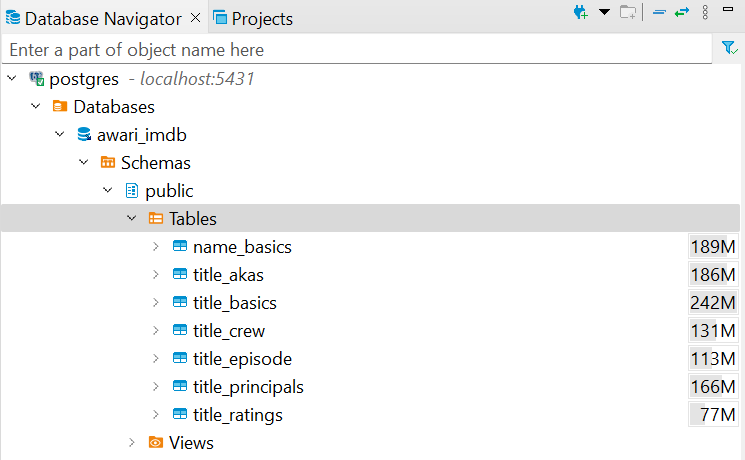 Database Navigator Projects
Enter a part of object name here
postgres - localhost:5431
Databases
awari_imdb
Schemas
public
Tables
name_basics 189M
title_akas 186M
title_basics 242M
title_crew 131M
title_episode 113M
title_principals 166M
title_ratings 77M
Views